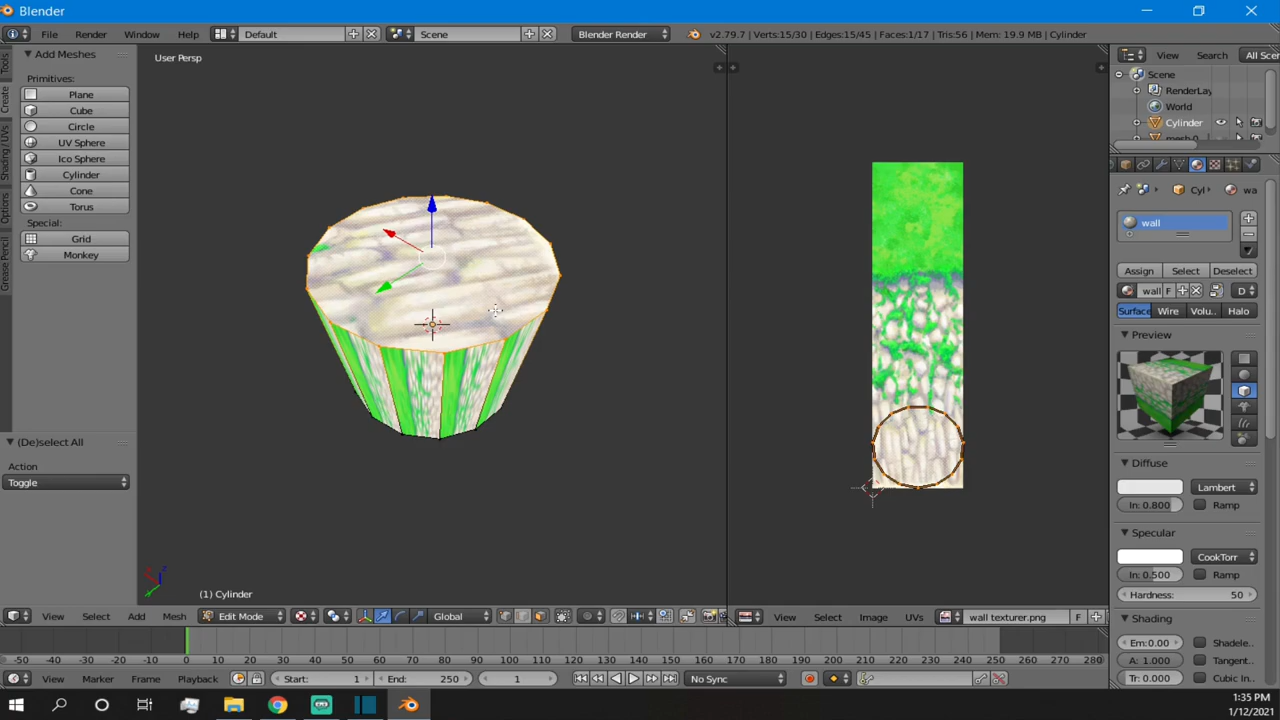 Blender
File Render Window Help Default Scene Blender Render v2.79.7 | Verts:15/30 | Edges:15/45 | Faces:1/17 | Tris:56 | Mem: 19.9 MB | Cylinder
Add Meshes
Primitives:
Plane
Cube
Circle
UV Sphere
Ico Sphere
Cylinder
Cone
Torus
Special:
Grid
Monkey
(De)select All
Action
Toggle
Tools
Create
Shading / UVs
Options
Grease Pencil
User Persp
(1) Cylinder
View Select Add Mesh Edit Mode Global
View Select Image UVs wall texturer.png F
View Search All Scen
Scene
RenderLay
World
Cylinder
mesh 0
Cyl wa
wall
Assign Select Deselect
wall F D
Surface Wire Volu.. Halo
Preview
Diffuse
Lambert
In: 0.800 Ramp
Specular
CookTorr
In: 0.500 Ramp
Hardness: 50
Shading
Em:0.00 Shadele..
A: 1.000 Tangent..
Tr: 0.000 Cubic In
-50 -40 -30 -20 -10 0 10 20 30 40 50 60 70 80 90 100 110 120 130 140 150 160 170 180 190 200 210 220 230 240 250 260 270 280
View Marker Frame Playback Start: 1 End: 250 1 No Sync
1:35 PM
1/12/2021